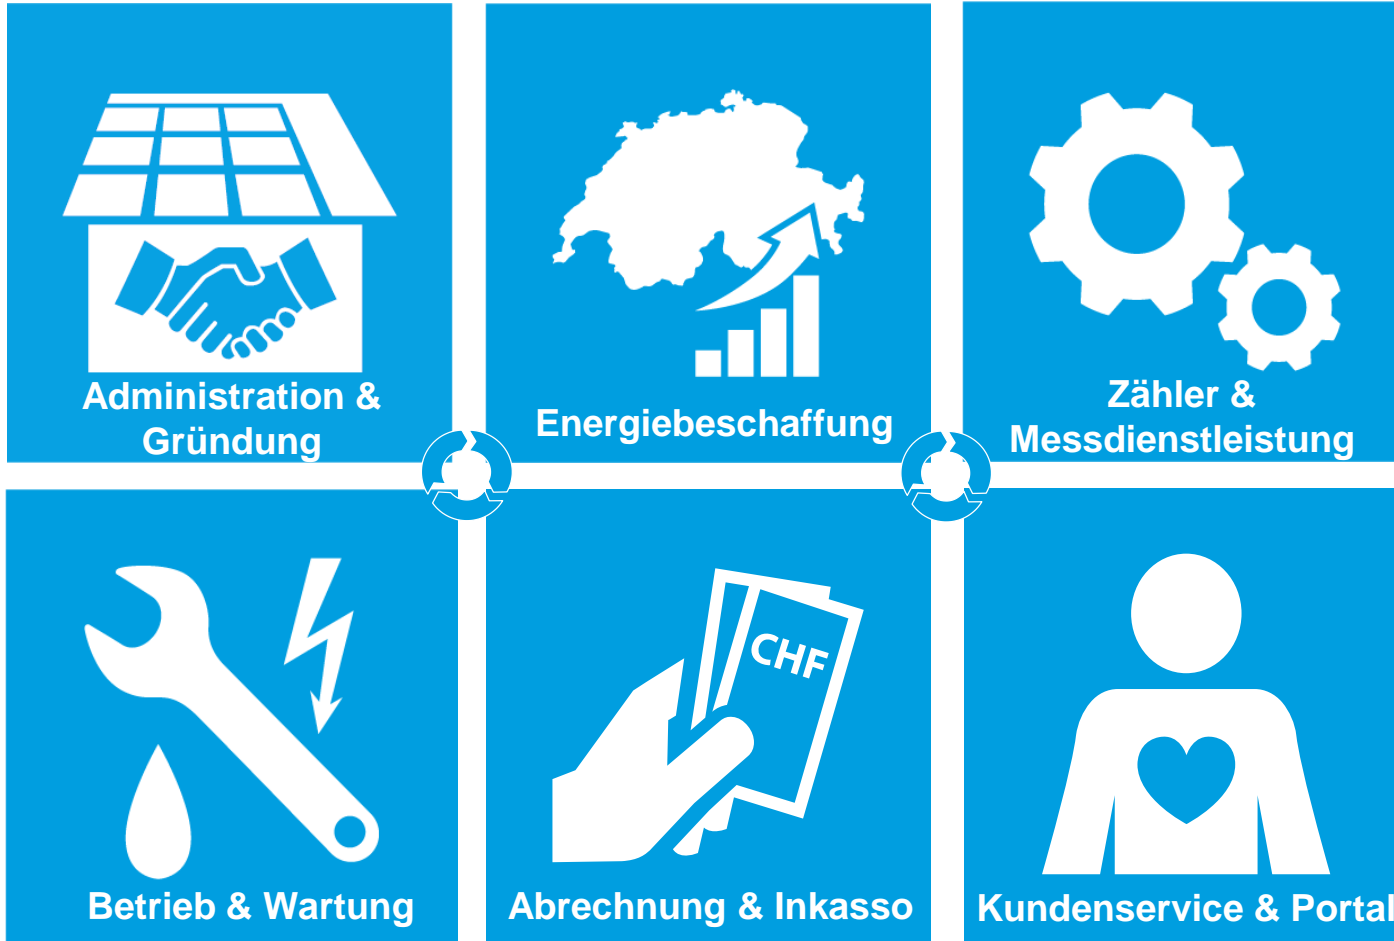 Administration &
Gründung
Energiebeschaffung
Zähler &
Messdienstleistung
Betrieb & Wartung
CHF
Abrechnung & Inkasso
Kundenservice & Portal